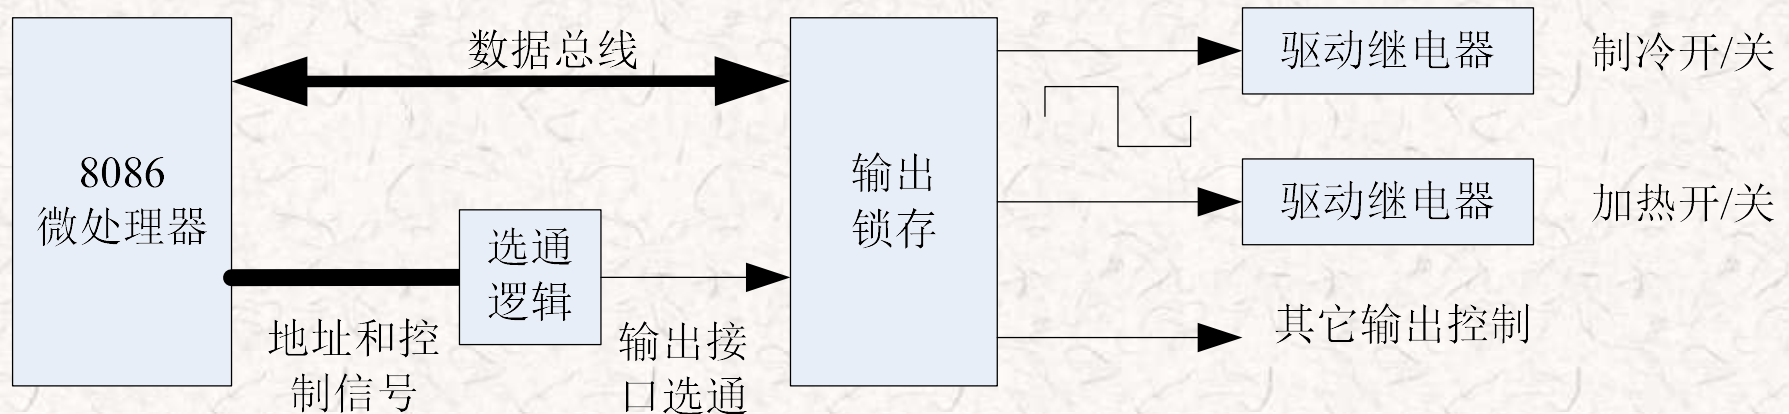 数据总线
8086
微处理器
选通
逻辑
地址和控
制信号
输出接
口选通
输出
锁存
驱动继电器
制冷开/关
驱动继电器
加热开/关
其它输出控制